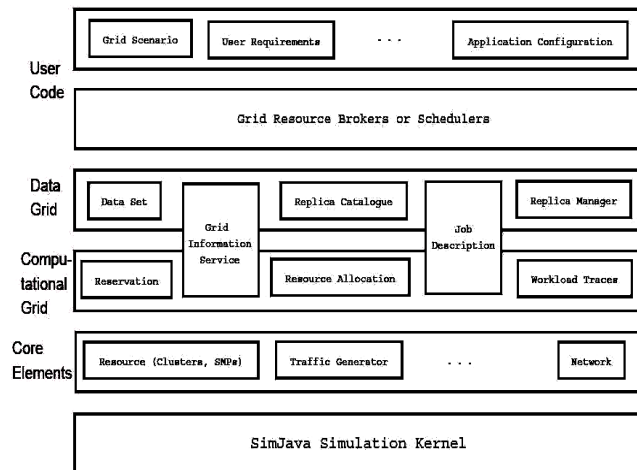 Grid Scenario
User Requirements
. . .
Application Configuration
User
Code
Grid Resource Brokers or Schedulers
Data
Grid
Data Set
Grid
Information
Service
Replica Catalogue
Job
Description
Replica Manager
Compu-
tational
Grid
Reservation
Resource Allocation
Workload Traces
Core
Elements
Resource (Clusters, SMPs)
Traffic Generator
. . .
Network
SimJava Simulation Kernel